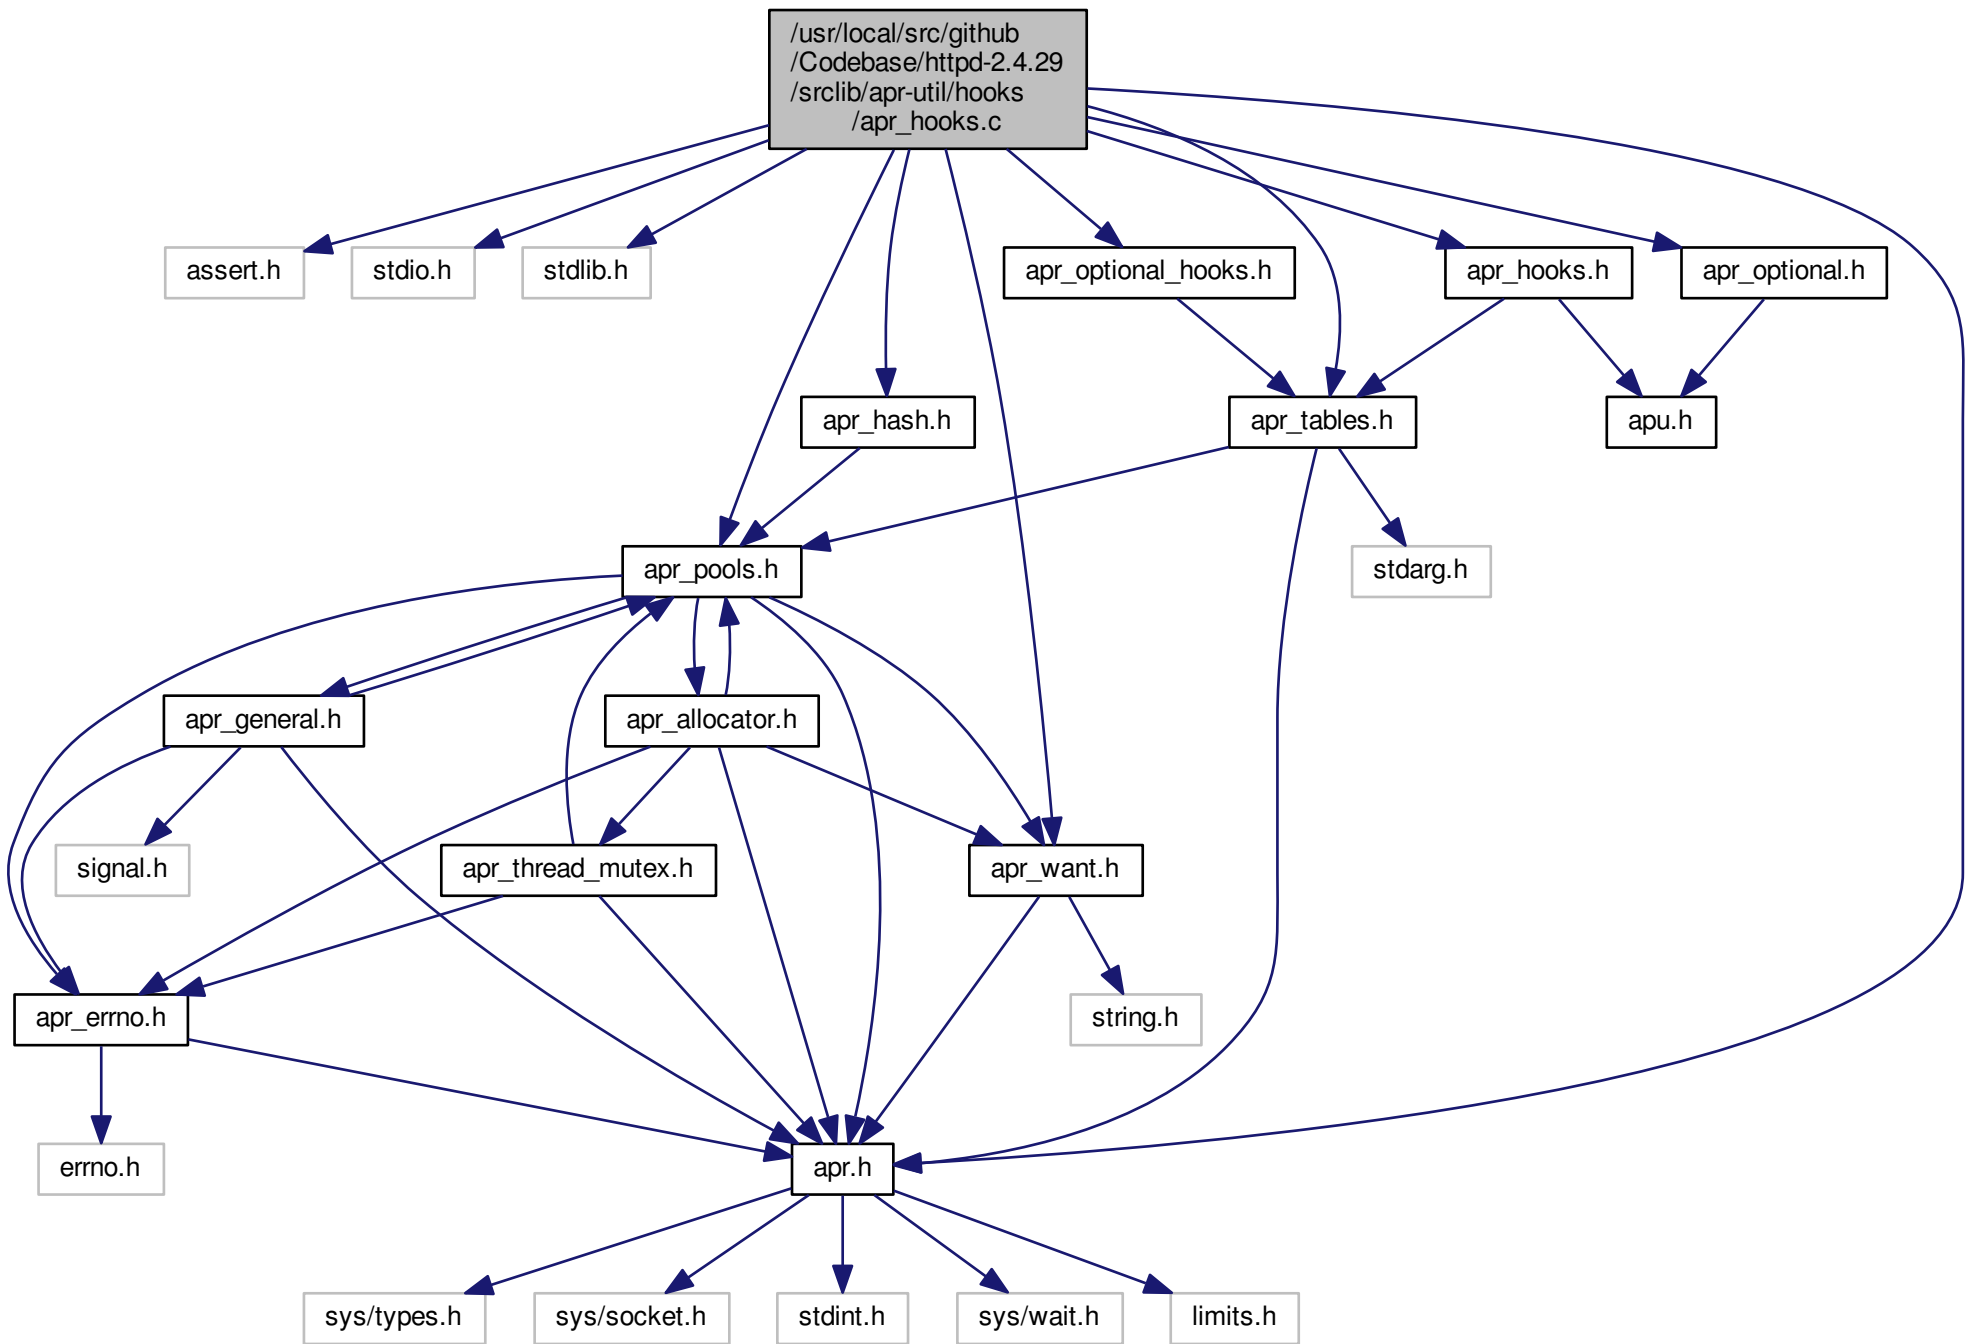 /usr/local/src/github
/Codebase/httpd-2.4.29
/srclib/apr-util/hooks
/apr_hooks.c
assert.h
stdio.h
stdlib.h
apr_optional_hooks.h
apr_hooks.h
apr_optional.h
apr_hash.h
apr_tables.h
apu.h
apr_pools.h
stdarg.h
apr_general.h
apr_allocator.h
signal.h
apr_thread_mutex.h
apr_want.h
apr_errno.h
string.h
errno.h
apr.h
sys/types.h
sys/socket.h
stdint.h
sys/wait.h
limits.h